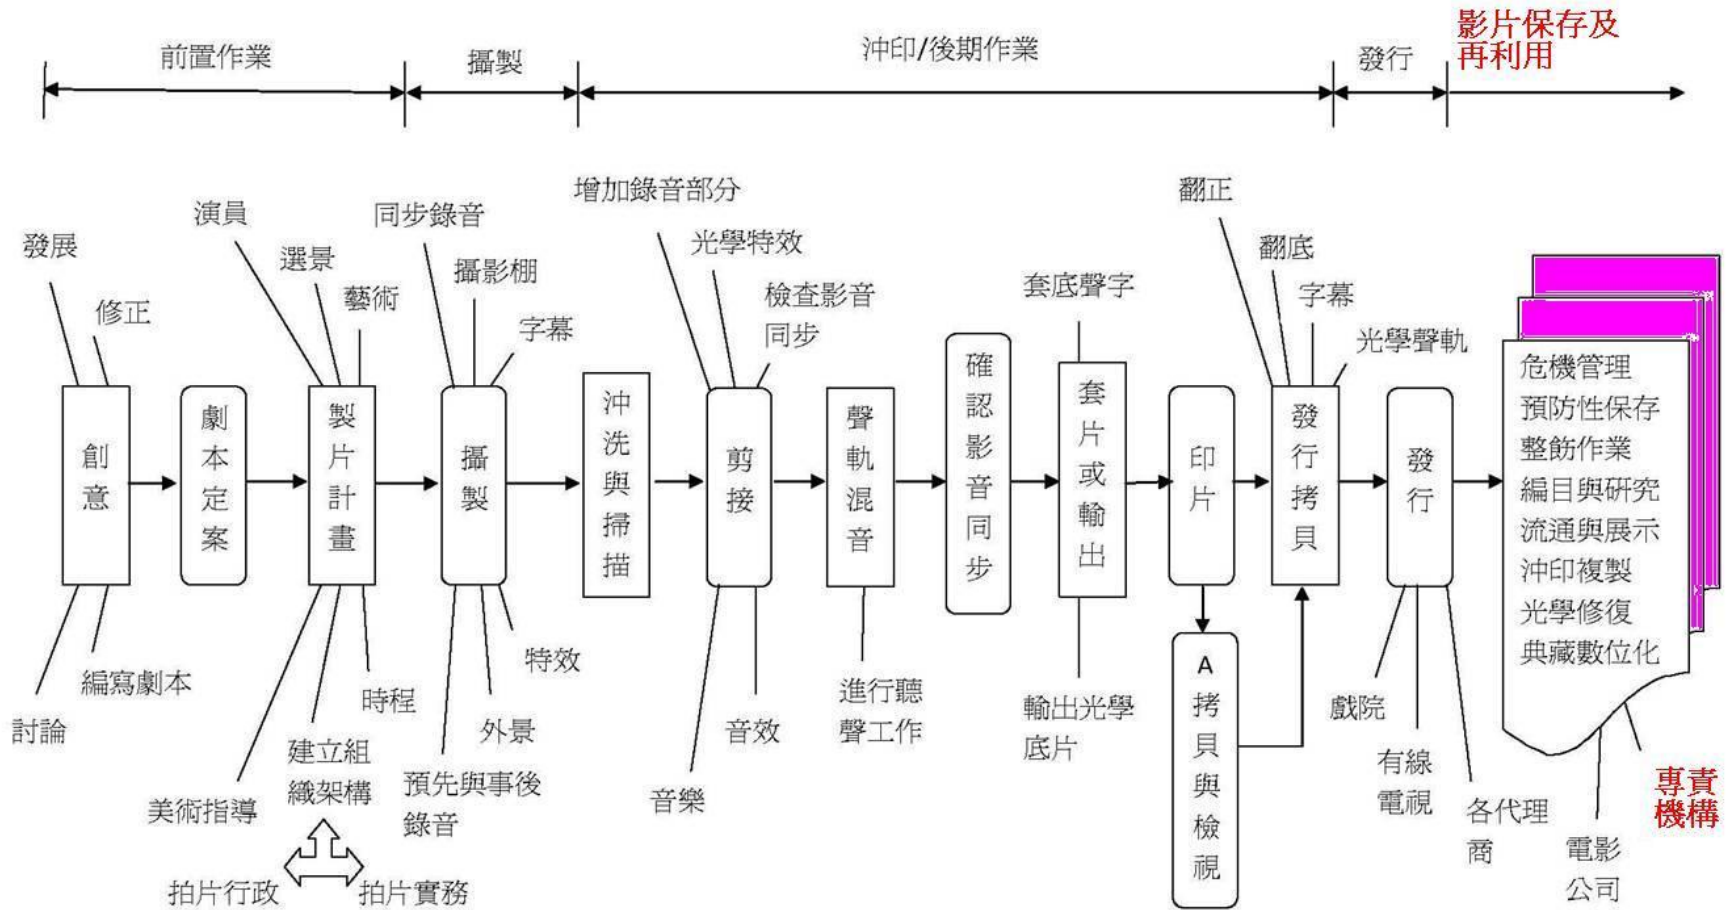 前置作業
攝製
沖印/後期作業
發行
影片保存及
再利用
發展
修正
演員
選景
藝術
同步錄音
攝影棚
字幕
增加錄音部分
光學特效
檢查影音
同步
套底聲字
翻正
翻底
字幕
光學聲軌
創意
劇本定案
製片計畫
攝製
沖洗與掃描
剪接
聲軌混音
確認影音同步
套片或輸出
印片
發行拷貝
發行
危機管理
預防性保存
整飭作業
編目與研究
流通與展示
沖印複製
光學修復
典藏數位化
A拷貝與檢視
討論
編寫劇本
美術指導
建立組
織架構
時程
拍片行政
拍片實務
預先與事後
錄音
外景
特效
音樂
音效
進行聽
聲工作
輸出光學
底片
戲院
有線
電視
各代理
商
電影
公司
專責
機構